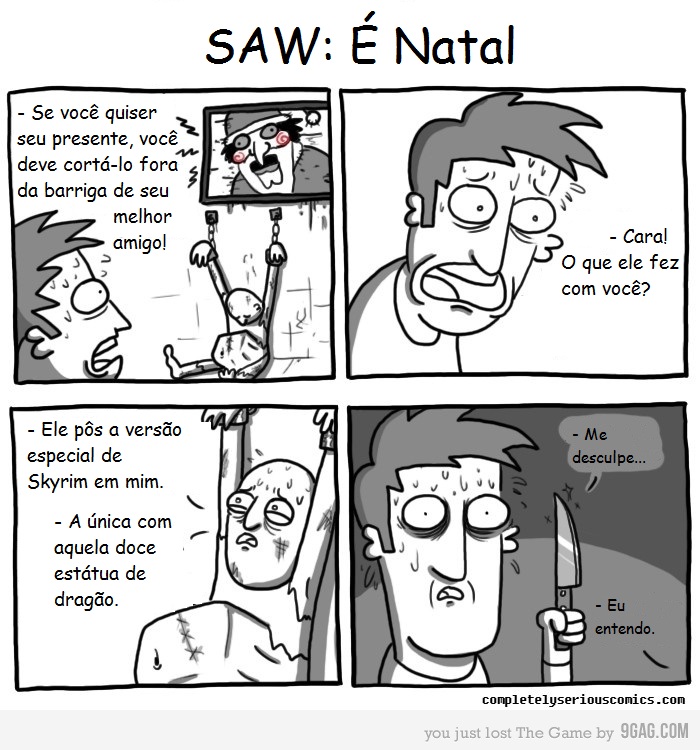 SAW: É Natal
- Se você quiser
seu presente, você
deve cortá-lo fora
da barriga de seu
melhor
amigo!
- Cara!
O que ele fez
com você?
- Ele pôs a versão
especial de
Skyrim em mim.
- A única com
aquela doce
estátua de
dragão.
- Me
desculpe...
- Eu
entendo.
completelyseriouscomics.com
you just lost The Game by 9GAG.COM